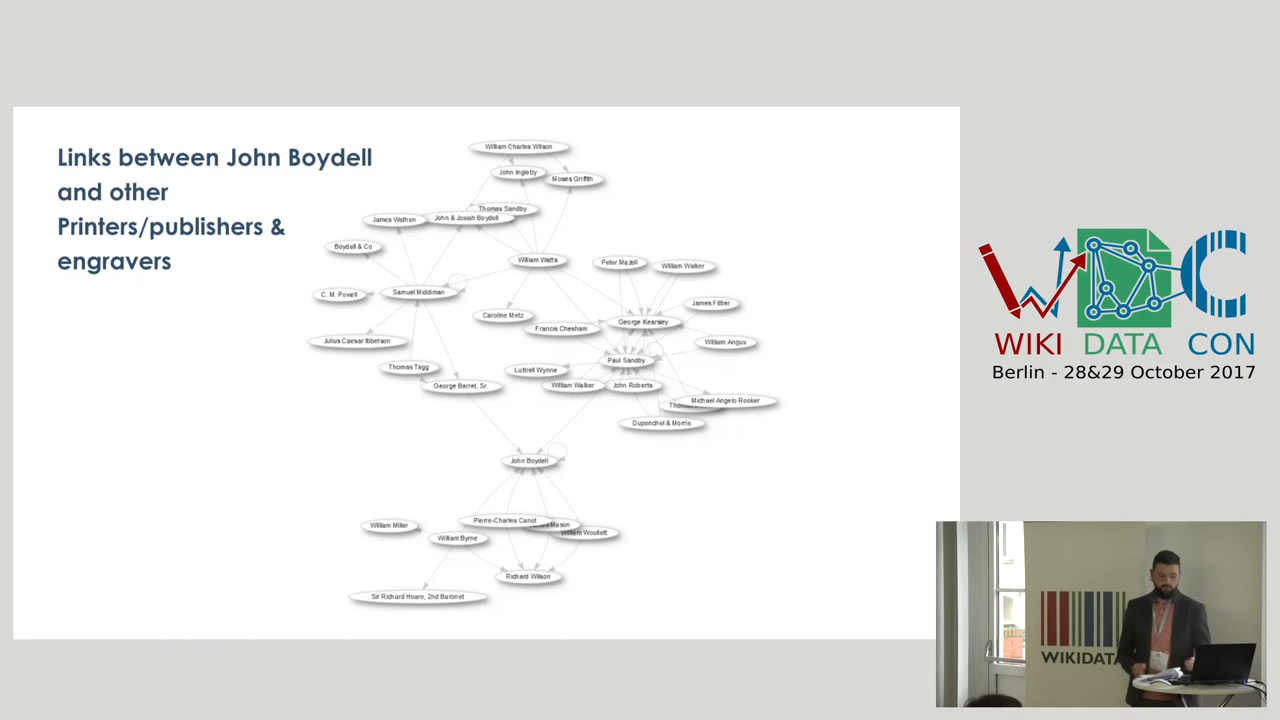 Links between John Boydell
and other
Printers/publishers &
engravers
William Charles Wilson
John Ingleby
Moses Griffith
Thomas Sandby
James Wathen
John & Josiah Boydell
Boydell & Co
William Watts
Peter Mazell
William Walker
C. M. Powell
Samuel Middiman
James Fittler
Caroline Metz
George Kearsley
Francis Chesham
Julius Caesar Ibbetson
William Angus
Paul Sandby
Thomas Tagg
Luttrell Wynne
George Barret, Sr.
William Walker
John Roberts
Michael Angelo Rooker
Duponchel & Morris
John Boydell
William Miller
Pierre-Charles Canot
Mason
William Woollett
William Byrne
Richard Wilson
Sir Richard Hoare, 2nd Baronet
WIKI DATA CON
Berlin - 28&29 October 2017
WIKIDATA